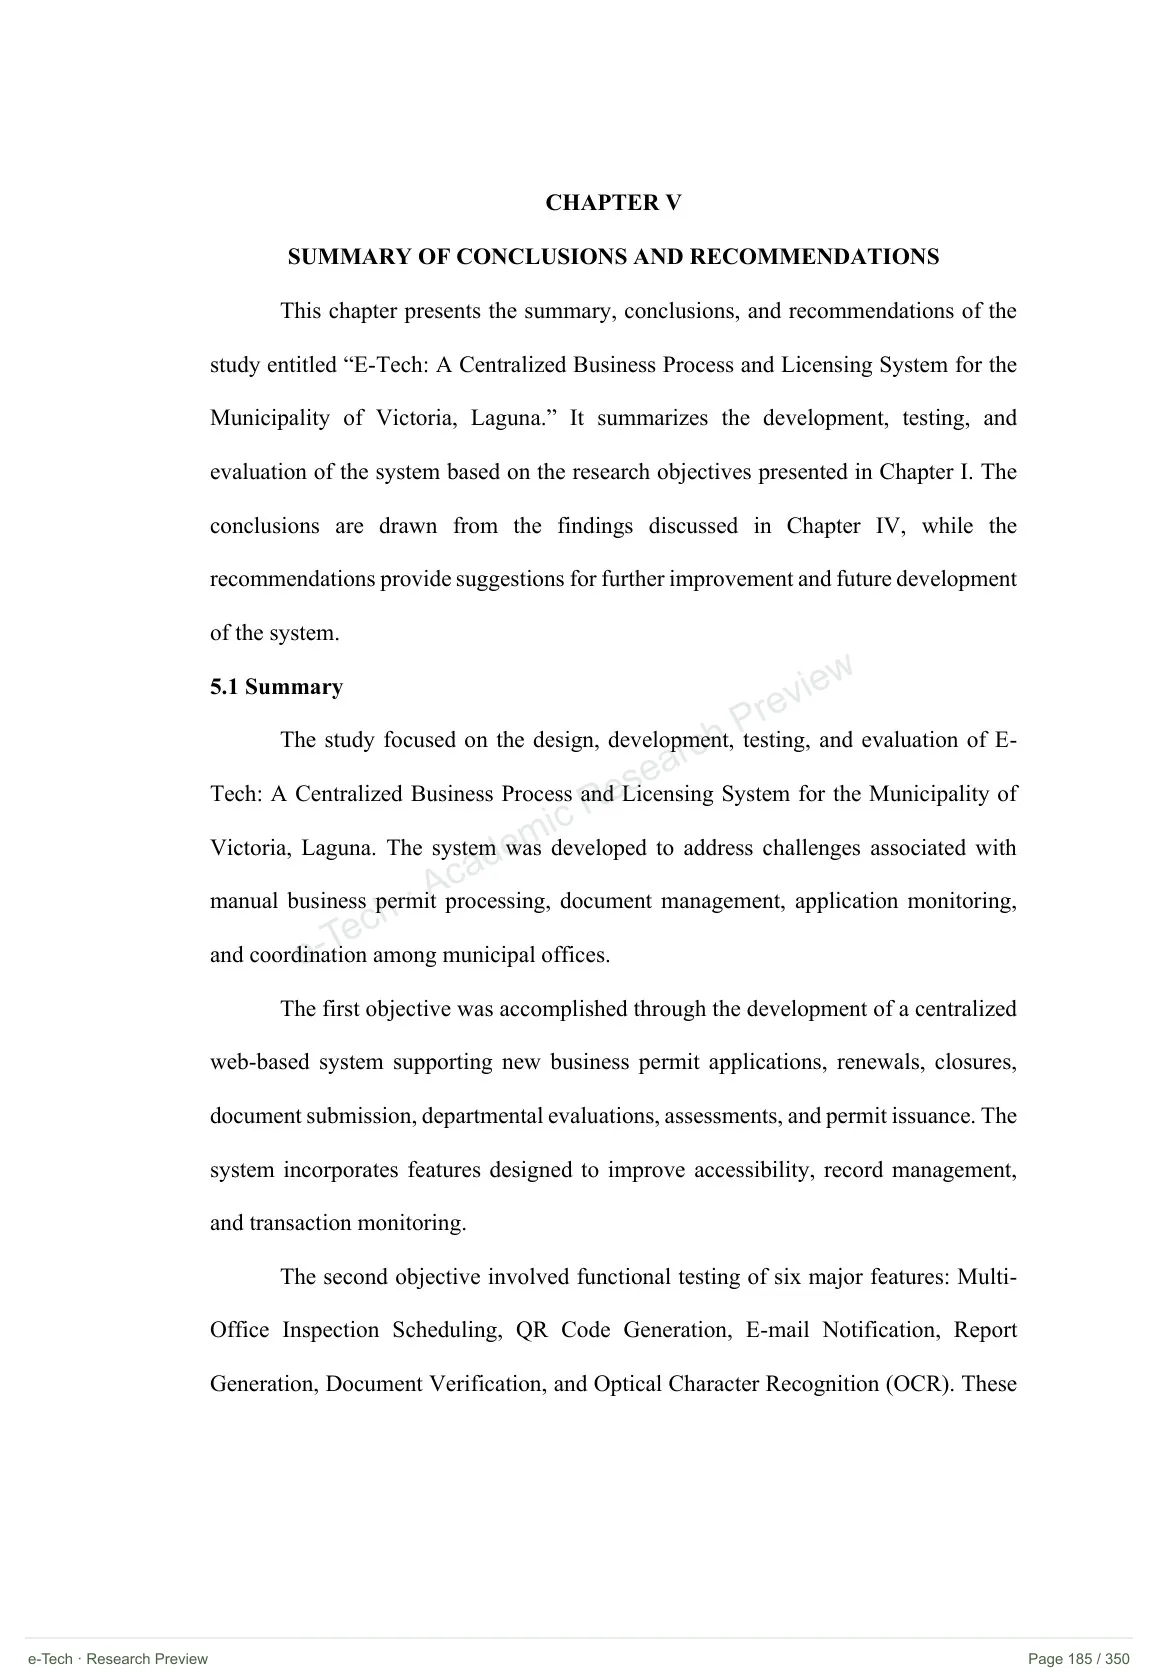 CHAPTER V
SUMMARY OF CONCLUSIONS AND RECOMMENDATIONS
This chapter presents the summary, conclusions, and recommendations of the
study entitled “E-Tech: A Centralized Business Process and Licensing System for the
Municipality of Victoria, Laguna.” It summarizes the development, testing, and
evaluation of the system based on the research objectives presented in Chapter I. The
conclusions are drawn from the findings discussed in Chapter IV, while the
recommendations provide suggestions for further improvement and future development
of the system.
5.1 Summary
The study focused on the design, development, testing, and evaluation of E-
Tech: A Centralized Business Process and Licensing System for the Municipality of
Victoria, Laguna. The system was developed to address challenges associated with
manual business permit processing, document management, application monitoring,
and coordination among municipal offices.
The first objective was accomplished through the development of a centralized
web-based system supporting new business permit applications, renewals, closures,
document submission, departmental evaluations, assessments, and permit issuance. The
system incorporates features designed to improve accessibility, record management,
and transaction monitoring.
The second objective involved functional testing of six major features: Multi-
Office Inspection Scheduling, QR Code Generation, E-mail Notification, Report
Generation, Document Verification, and Optical Character Recognition (OCR). These
e-Tech · Academic Research Preview
e-Tech · Research Preview
Page 185 / 350